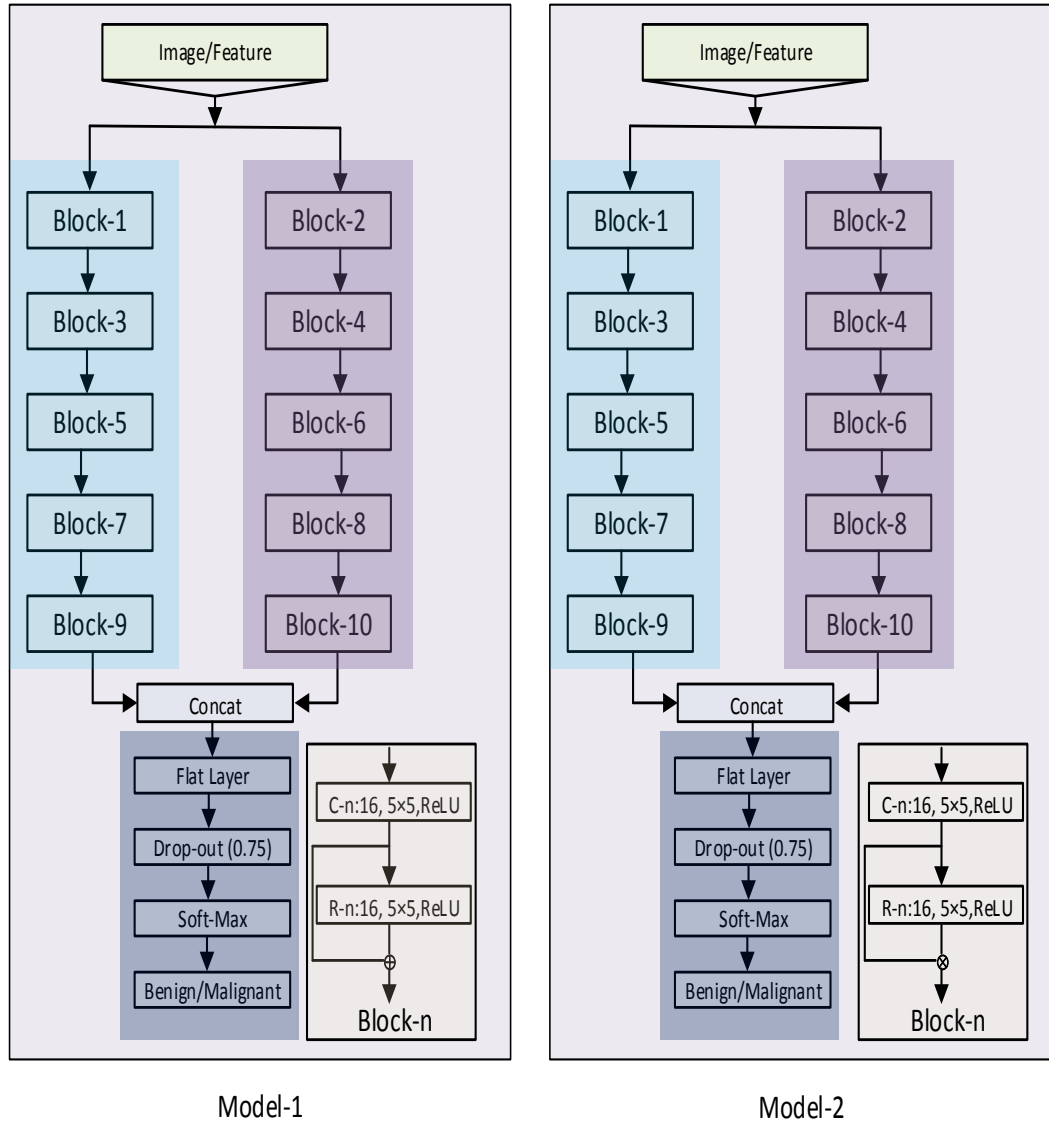 Image/Feature
Block-1
Block-2
Block-3
Block-4
Block-5
Block-6
Block-7
Block-8
Block-9
Block-10
Concat
Flat Layer
Drop-out (0.75)
Soft-Max
Benign/Malignant
C-n:16, 5×5,ReLU
R-n:16, 5×5,ReLU
Block-n
Model-1
Image/Feature
Block-1
Block-2
Block-3
Block-4
Block-5
Block-6
Block-7
Block-8
Block-9
Block-10
Concat
Flat Layer
Drop-out (0.75)
Soft-Max
Benign/Malignant
C-n:16, 5×5,ReLU
R-n:16, 5×5,ReLU
Block-n
Model-2